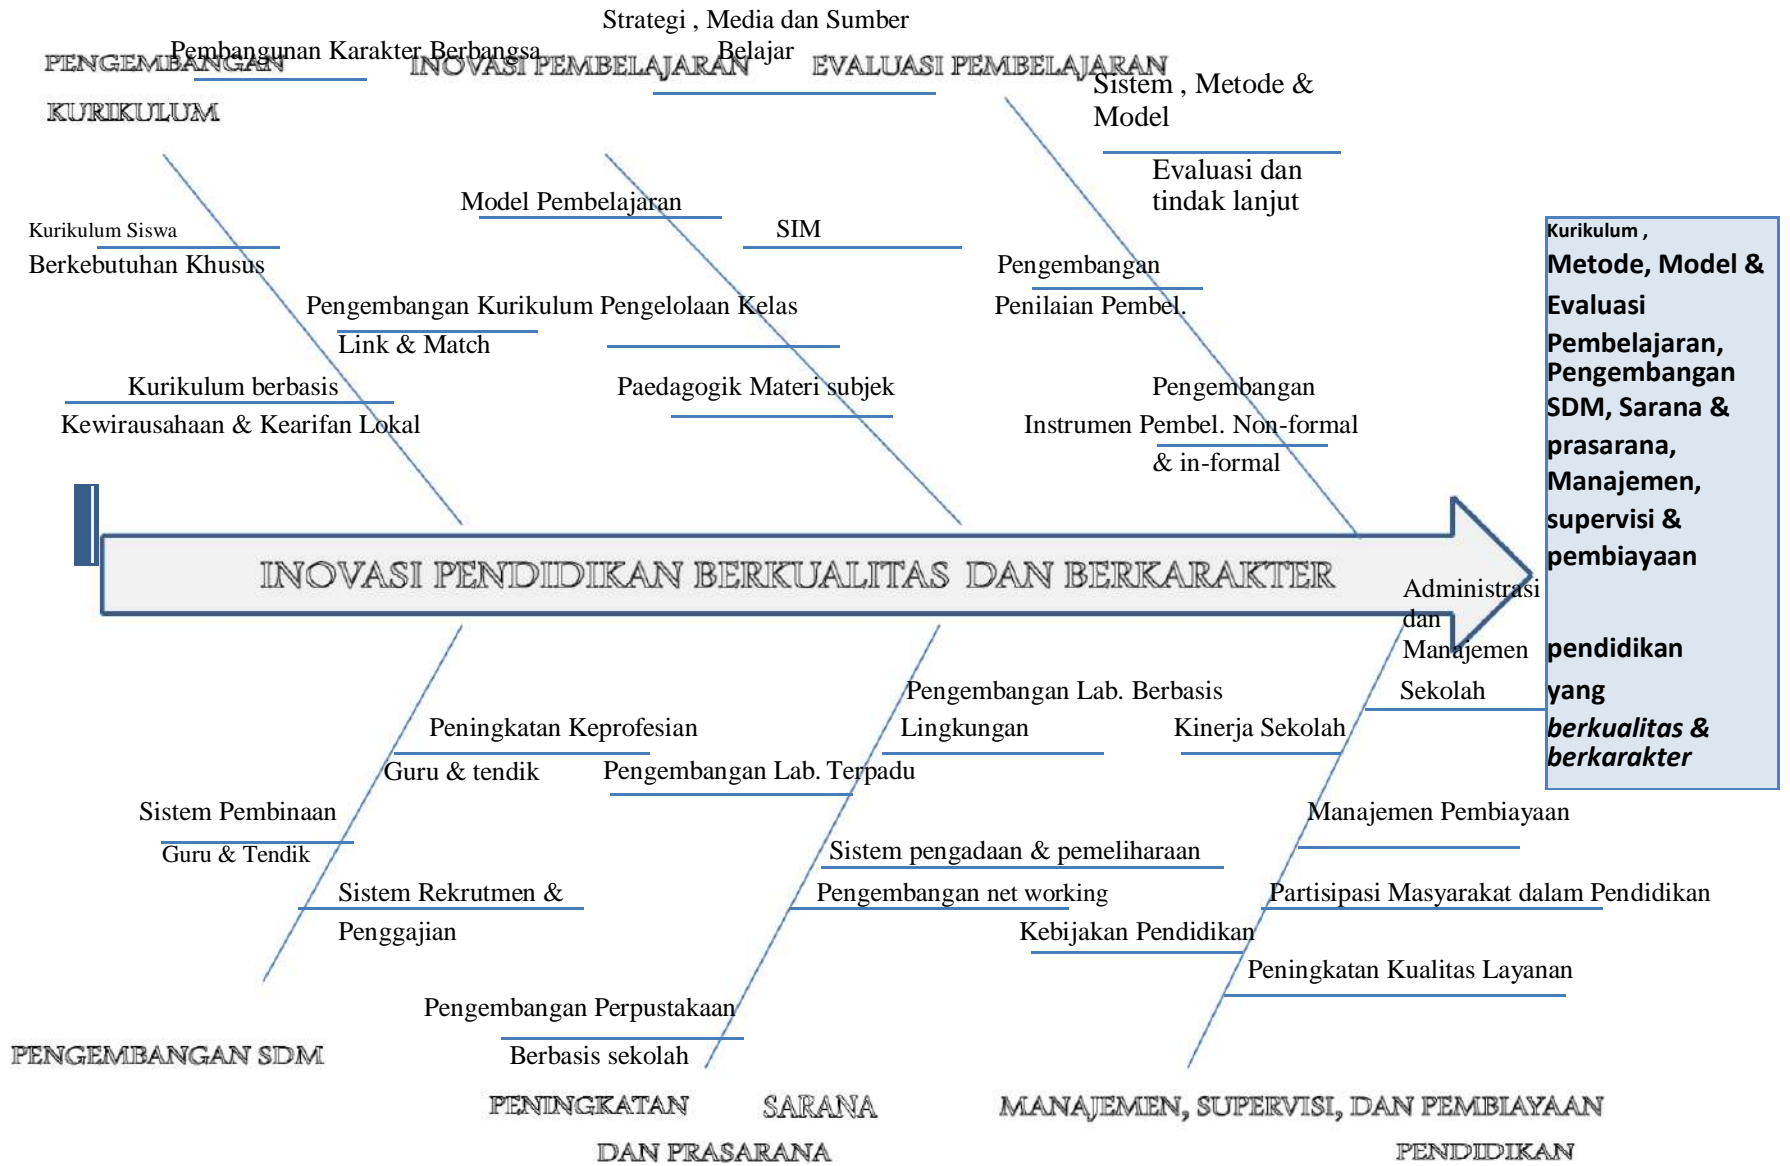 Strategi , Media dan Sumber
Belajar
Pembangunan Karakter Berbangsa
PENGEMBANGAN
KURIKULUM
INOVASI PEMBELAJARAN
EVALUASI PEMBELAJARAN
Sistem , Metode &
Model
Evaluasi dan
tindak lanjut
Model Pembelajaran
SIM
Kurikulum Siswa
Berkebutuhan Khusus
Pengembangan
Penilaian Pembel.
Pengembangan Kurikulum
Link & Match
Pengelolaan Kelas
Kurikulum berbasis
Kewirausahaan & Kearifan Lokal
Paedagogik Materi subjek
Pengembangan
Instrumen Pembel. Non-formal
& in-formal
INOVASI PENDIDIKAN BERKUALITAS DAN BERKARAKTER
Kurikulum ,
Metode, Model &
Evaluasi
Pembelajaran,
Pengembangan
SDM, Sarana &
prasarana,
Manajemen,
supervisi &
pembiayaan
pendidikan
yang
berkualitas &
berkarakter
Administrasi
dan
Manajemen
Sekolah
Pengembangan Lab. Berbasis
Lingkungan
Kinerja Sekolah
Peningkatan Keprofesian
Guru & tendik
Pengembangan Lab. Terpadu
Sistem Pembinaan
Guru & Tendik
Manajemen Pembiayaan
Sistem pengadaan & pemeliharaan
Sistem Rekrutmen &
Penggajian
Pengembangan net working
Partisipasi Masyarakat dalam Pendidikan
Kebijakan Pendidikan
Peningkatan Kualitas Layanan
Pengembangan Perpustakaan
Berbasis sekolah
PENGEMBANGAN SDM
PENINGKATAN SARANA
DAN PRASARANA
MANAJEMEN, SUPERVISI, DAN PEMBIAYAAN
PENDIDIKAN